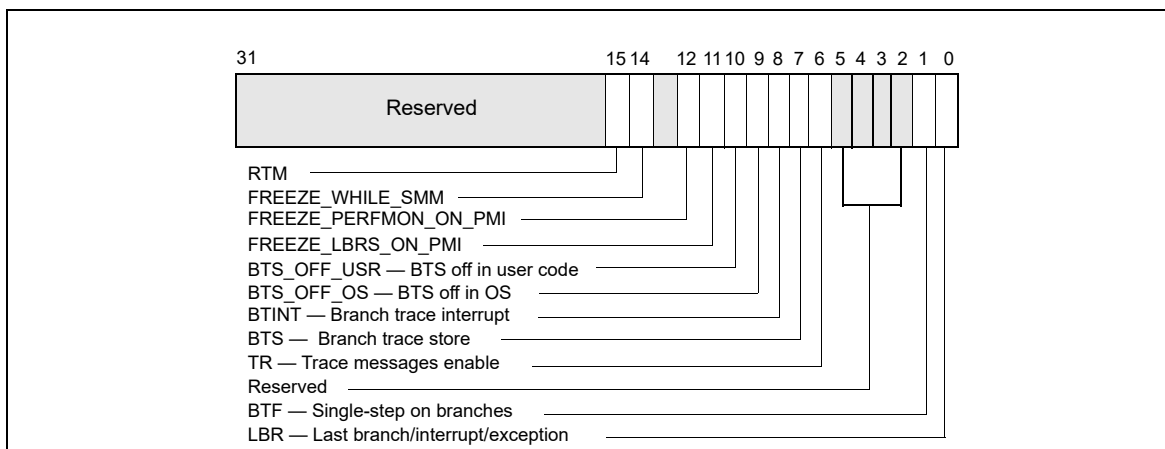 31 15 14 12 11 10 9 8 7 6 5 4 3 2 1 0
Reserved
RTM
FREEZE_WHILE_SMM
FREEZE_PERFMON_ON_PMI
FREEZE_LBRS_ON_PMI
BTS_OFF_USR — BTS off in user code
BTS_OFF_OS — BTS off in OS
BTINT — Branch trace interrupt
BTS — Branch trace store
TR — Trace messages enable
Reserved
BTF — Single-step on branches
LBR — Last branch/interrupt/exception